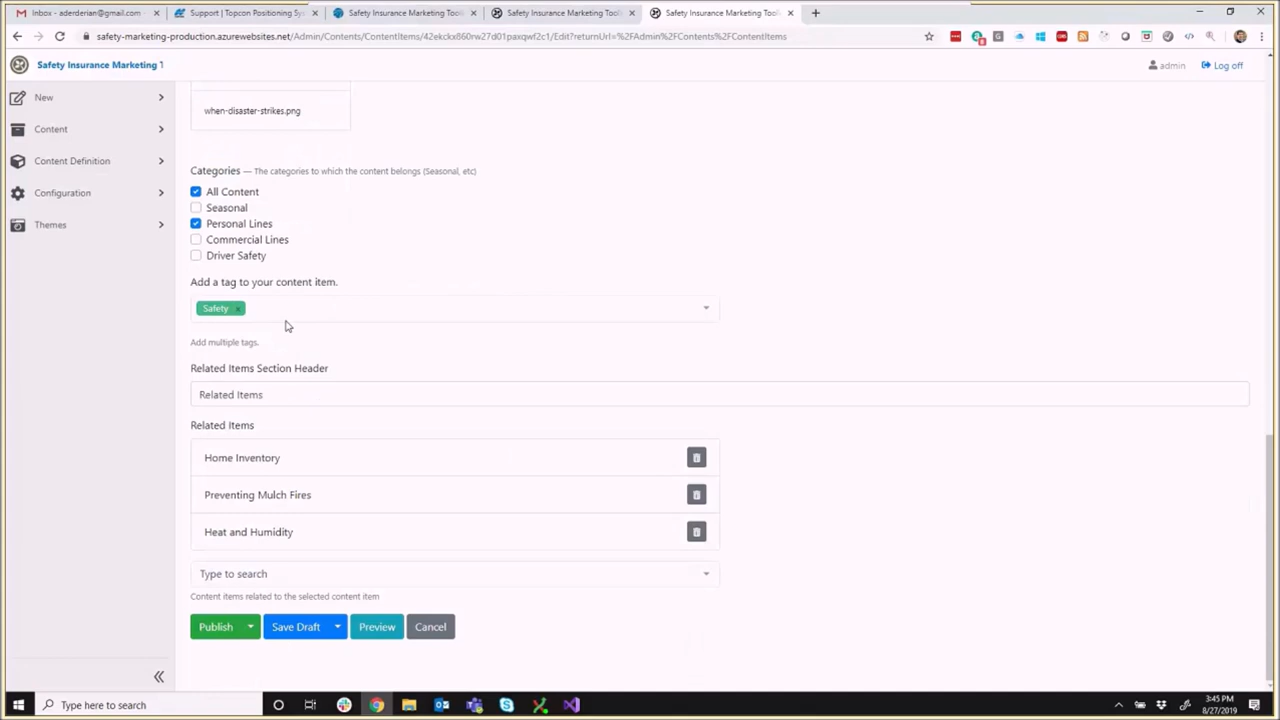 Inbox - aderderian@gmail.com
Support | Topcon Positioning Sy
Safety Insurance Marketing Tool
Safety Insurance Marketing Tool
Safety Insurance Marketing Tool
safety-marketing-production.azurewebsites.net/Admin/Contents/ContentItems/42ekckx860rw27d01paxqwf2c1/Edit?returnUrl=%2FAdmin%2FContents%2FContentItems
Safety Insurance Marketing 1
admin
Log off
New
Content
Content Definition
Configuration
Themes
when-disaster-strikes.png
Categories — The categories to which the content belongs (Seasonal, etc)
All Content
Seasonal
Personal Lines
Commercial Lines
Driver Safety
Add a tag to your content item.
Safety ×
Add multiple tags.
Related Items Section Header
Related Items
Related Items
Home Inventory
Preventing Mulch Fires
Heat and Humidity
Type to search
Content items related to the selected content item
Publish
Save Draft
Preview
Cancel
Type here to search
3:45 PM
8/27/2019